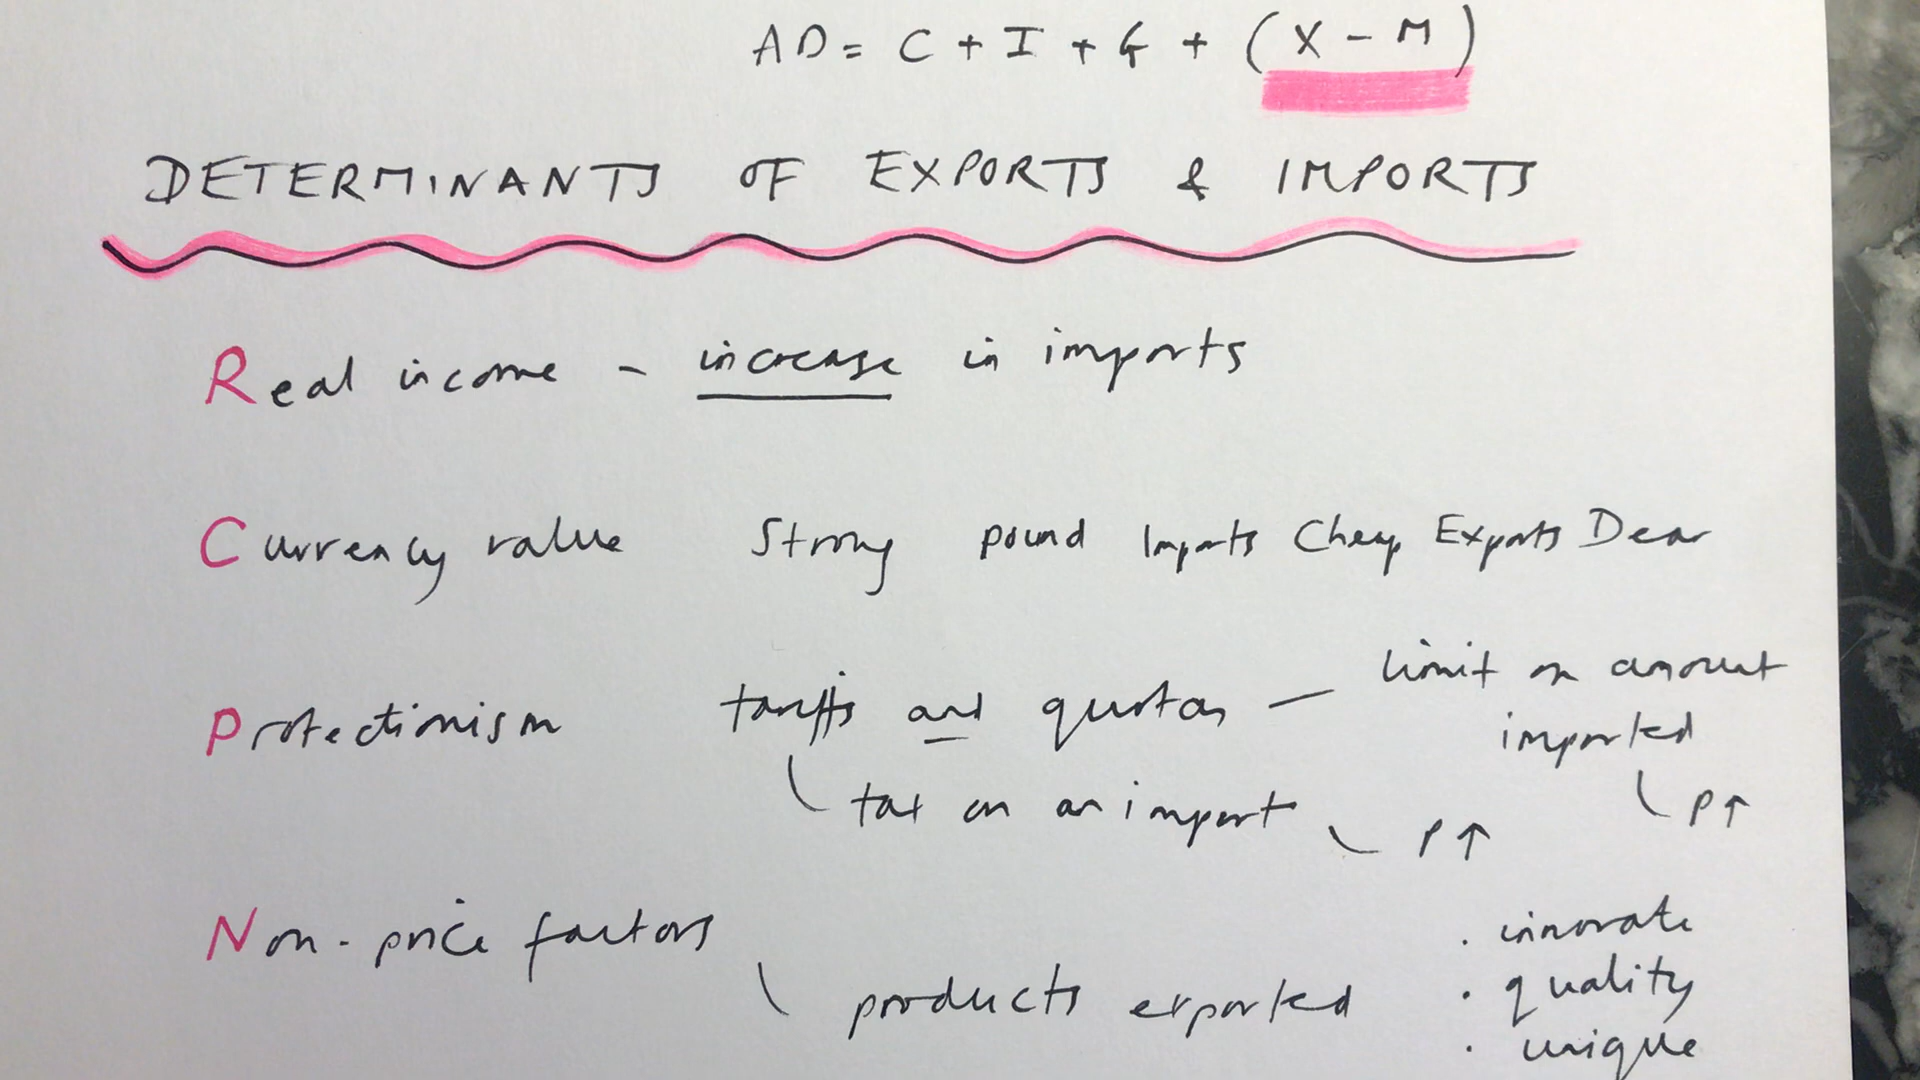 AD = C + I + G + (X - M)
DETERMINANTS OF EXPORTS & IMPORTS
Real income - increase in imports
Currency value Strong pound Imports Cheap Exports Dear
Protectionism tariffs and quotas — limit on amount
imported
P↑
tax on an import P↑
Non-price factors
products exported
· innovate
· quality
· unique